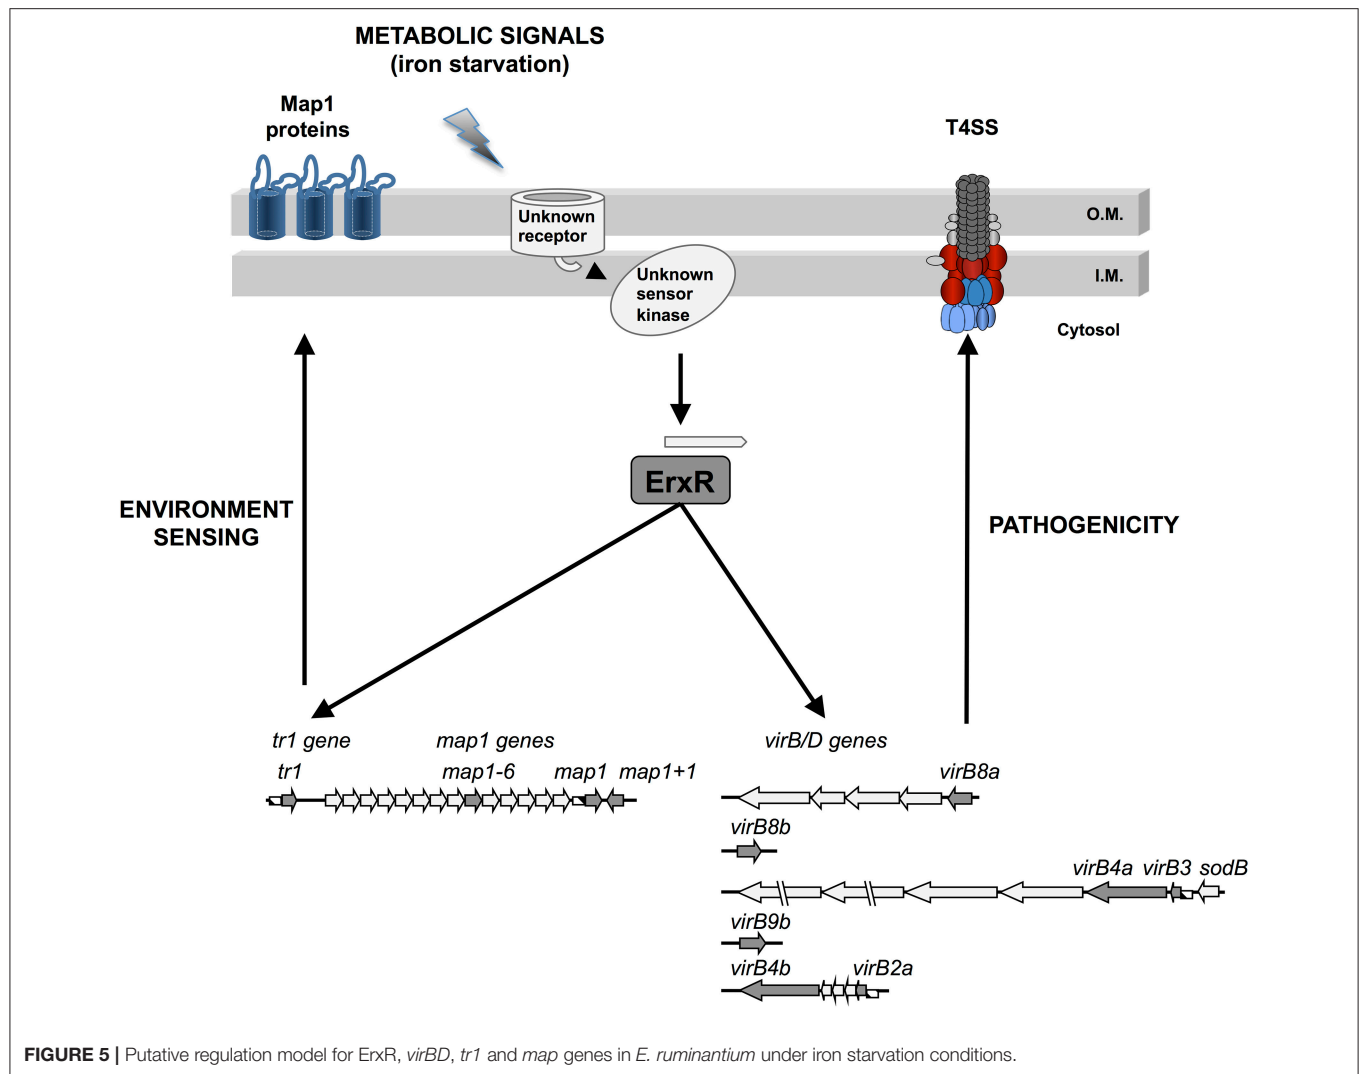 METABOLIC SIGNALS
(iron starvation)
Map1
proteins
T4SS
Unknown
receptor
O.M.
Unknown
sensor
kinase
I.M.
Cytosol
ErxR
ENVIRONMENT
SENSING
PATHOGENICITY
tr1 gene
map1 genes
virB/D genes
tr1
map1-6
map1
map1+1
virB8a
virB8b
virB4a
virB3
sodB
virB9b
virB4b
virB2a
FIGURE 5 | Putative regulation model for ErxR, virBD, tr1 and map genes in E. ruminantium under iron starvation conditions.